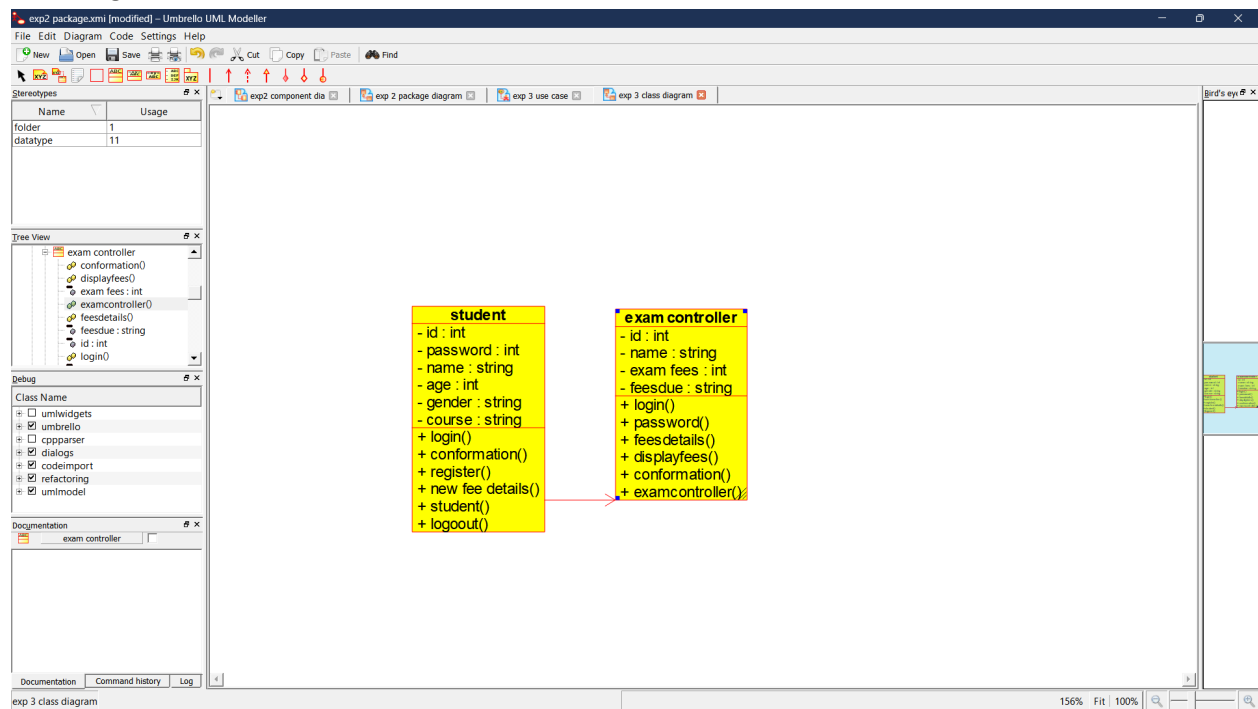 exp2 package.xmi [modified] – Umbrello UML Modeller
File Edit Diagram Code Settings Help
New Open Save Cut Copy Paste Find
Stereotypes
Name Usage
folder 1
datatype 11
Tree View
exam controller
conformation()
displayfees()
exam fees : int
examcontroller()
feesdetails()
feesdue : string
id : int
login()
Debug
Class Name
umlwidgets
umbrello
cppparser
dialogs
codeimport
refactoring
umlmodel
Documentation
exam controller
Documentation Command history Log
exp2 component dia exp 2 package diagram exp 3 use case exp 3 class diagram
student
- id : int
- password : int
- name : string
- age : int
- gender : string
- course : string
+ login()
+ conformation()
+ register()
+ new fee details()
+ student()
+ logoout()
exam controller
- id : int
- name : string
- exam fees : int
- feesdue : string
+ login()
+ password()
+ feesdetails()
+ displayfees()
+ conformation()
+ examcontroller()
Bird's eye
exp 3 class diagram
156% Fit 100%